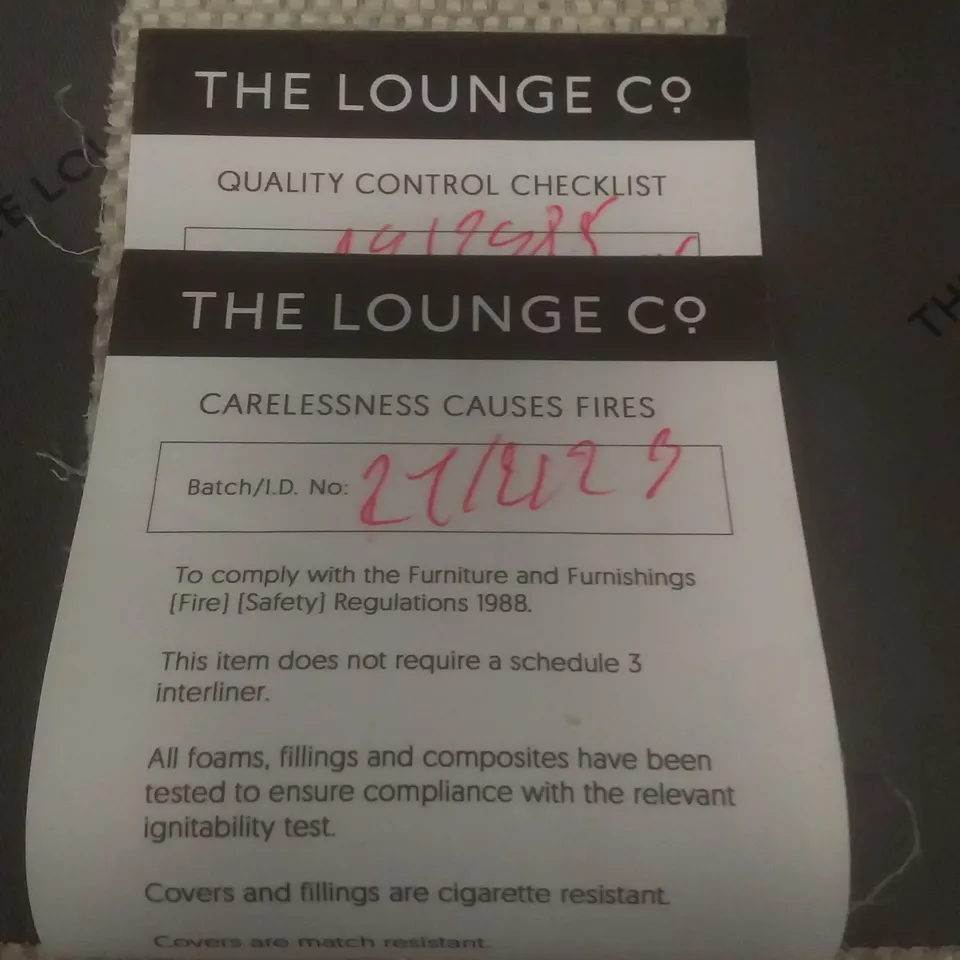 THE LOUNGE Co
QUALITY CONTROL CHECKLIST
THE LOUNGE Co
CARELESSNESS CAUSES FIRES
Batch/I.D. No:
To comply with the Furniture and Furnishings
(Fire) (Safety) Regulations 1988.
This item does not require a schedule 3
interliner.
All foams, fillings and composites have been
tested to ensure compliance with the relevant
ignitability test.
Covers and fillings are cigarette resistant.
Covers are match resistant.